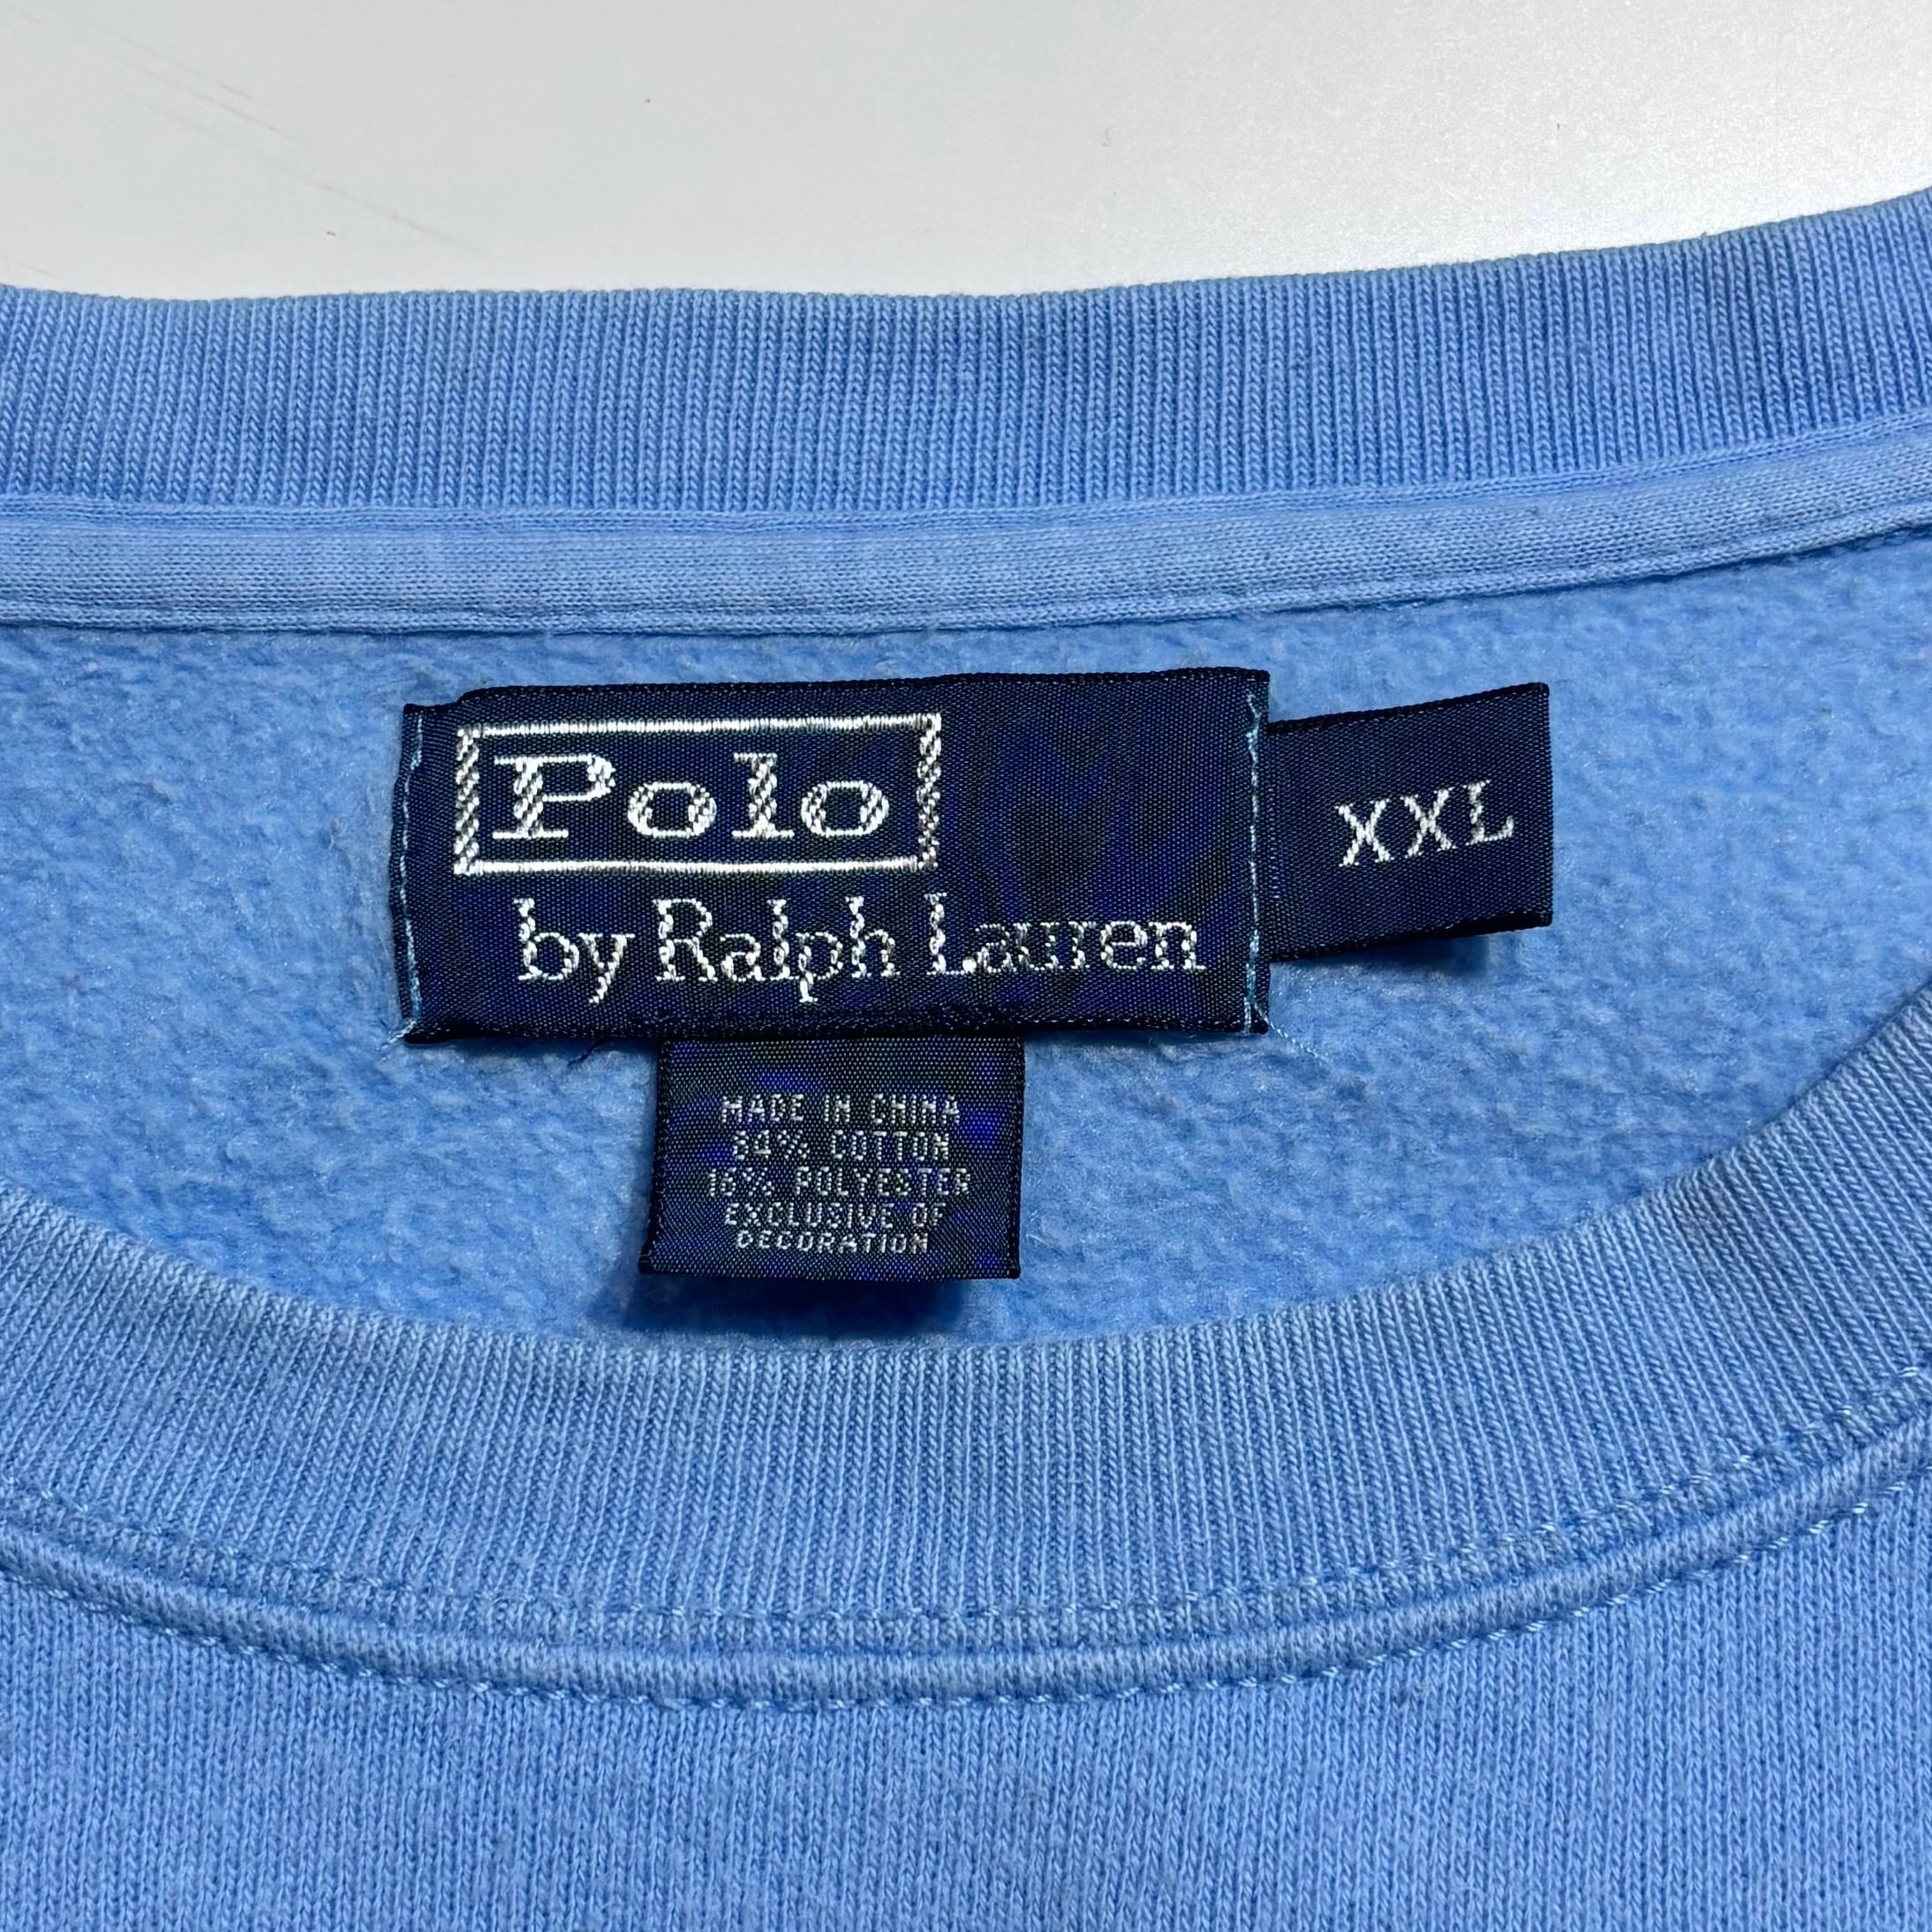 Polo
by Ralph Lauren
XXL
MADE IN CHINA
84% COTTON
16% POLYESTER
EXCLUSIVE OF
DECORATION